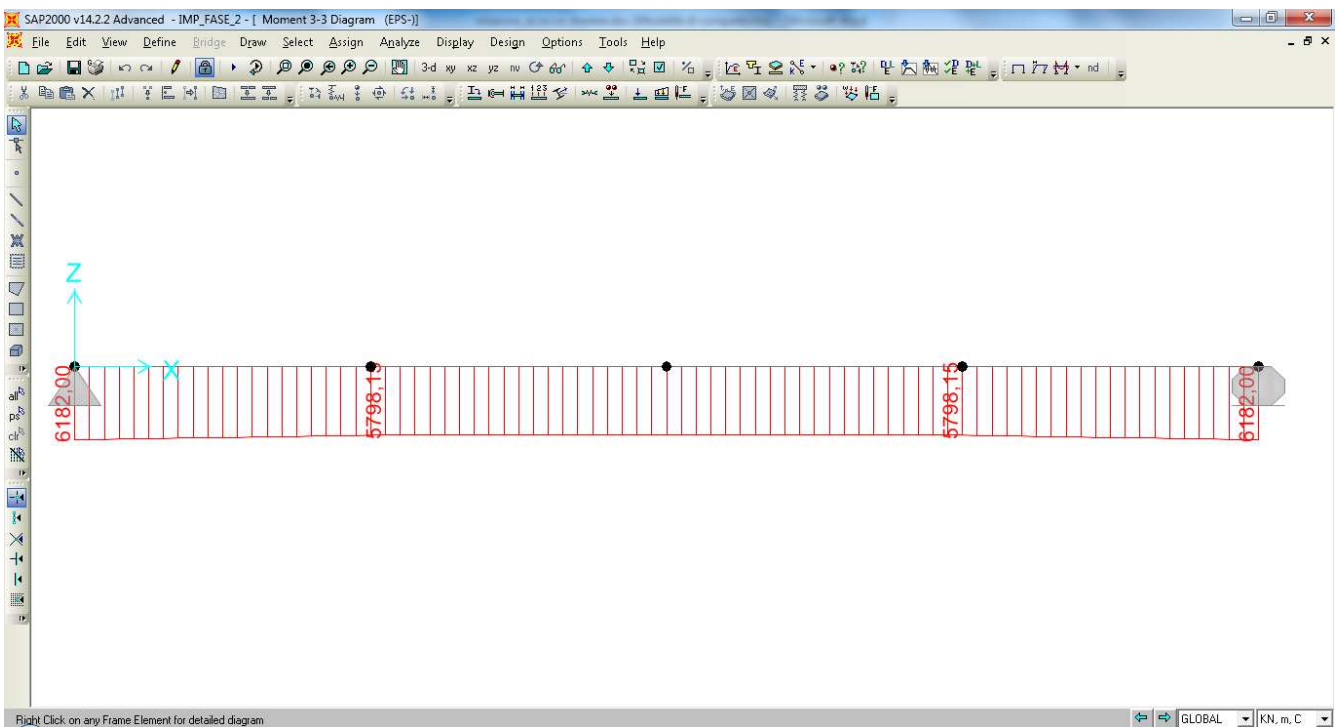 SAP2000 v14.2.2 Advanced - IMP_FASE_2 - [ Moment 3-3 Diagram (EPS-)]
File Edit View Define Bridge Draw Select Assign Analyze Display Design Options Tools Help
3-d xy xz yz nv
nd
Z
X
6182,00
5798,15
5798,15
6182,00
all
ps
clr
Right Click on any Frame Element for detailed diagram
GLOBAL
KN, m, C